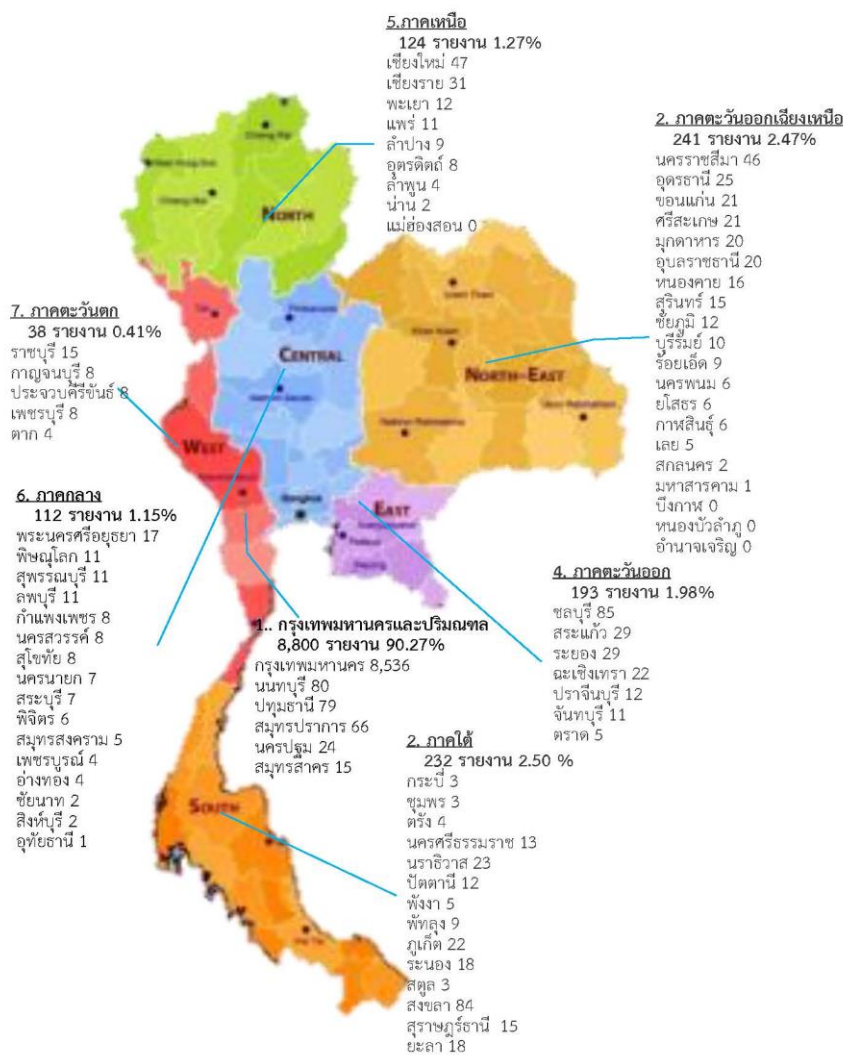 5.ภาคเหนือ
124 รายงาน 1.27%
เชียงใหม่ 47
เชียงราย 31
พะเยา 12
แพร่ 11
ลำปาง 9
อุตรดิตถ์ 8
ลำพูน 4
น่าน 2
แม่ฮ่องสอน 0
2. ภาคตะวันออกเฉียงเหนือ
241 รายงาน 2.47%
นครราชสีมา 46
อุดรธานี 25
ขอนแก่น 21
ศรีสะเกษ 21
มุกดาหาร 20
อุบลราชธานี 20
หนองคาย 16
สุรินทร์ 15
ชัยภูมิ 12
บุรีรัมย์ 10
ร้อยเอ็ด 9
นครพนม 6
ยโสธร 6
กาฬสินธุ์ 6
เลย 5
สกลนคร 2
มหาสารคาม 1
บึงกาฬ 0
หนองบัวลำภู 0
อำนาจเจริญ 0
NORTH
CENTRAL
NORTH-EAST
WEST
EAST
SOUTH
7. ภาคตะวันตก
38 รายงาน 0.41%
ราชบุรี 15
กาญจนบุรี 8
ประจวบคีรีขันธ์ 8
เพชรบุรี 8
ตาก 4
6. ภาคกลาง
112 รายงาน 1.15%
พระนครศรีอยุธยา 17
พิษณุโลก 11
สุพรรณบุรี 11
ลพบุรี 11
กำแพงเพชร 8
นครสวรรค์ 8
สุโขทัย 8
นครนายก 7
สระบุรี 7
พิจิตร 6
สมุทรสงคราม 5
เพชรบูรณ์ 4
อ่างทอง 4
ชัยนาท 2
สิงห์บุรี 2
อุทัยธานี 1
1.. กรุงเทพมหานครและปริมณฑล
8,800 รายงาน 90.27%
กรุงเทพมหานคร 8,536
นนทบุรี 80
ปทุมธานี 79
สมุทรปราการ 66
นครปฐม 24
สมุทรสาคร 15
4. ภาคตะวันออก
193 รายงาน 1.98%
ชลบุรี 85
สระแก้ว 29
ระยอง 29
ฉะเชิงเทรา 22
ปราจีนบุรี 12
จันทบุรี 11
ตราด 5
2. ภาคใต้
232 รายงาน 2.50 %
กระบี่ 3
ชุมพร 3
ตรัง 4
นครศรีธรรมราช 13
นราธิวาส 23
ปัตตานี 12
พังงา 5
พัทลุง 9
ภูเก็ต 22
ระนอง 18
สตูล 3
สงขลา 84
สุราษฎร์ธานี 15
ยะลา 18